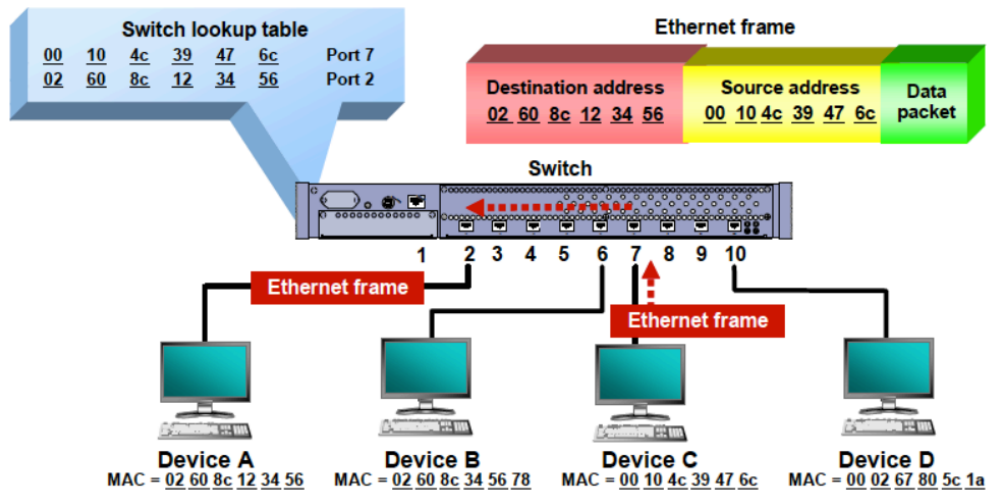 Switch lookup table
00 10 4c 39 47 6c Port 7
02 60 8c 12 34 56 Port 2
Ethernet frame
Destination address
02 60 8c 12 34 56
Source address
00 10 4c 39 47 6c
Data
packet
Switch
1 2 3 4 5 6 7 8 9 10
Ethernet frame
Ethernet frame
Device A
MAC = 02 60 8c 12 34 56
Device B
MAC = 02 60 8c 34 56 78
Device C
MAC = 00 10 4c 39 47 6c
Device D
MAC = 00 02 67 80 5c 1a